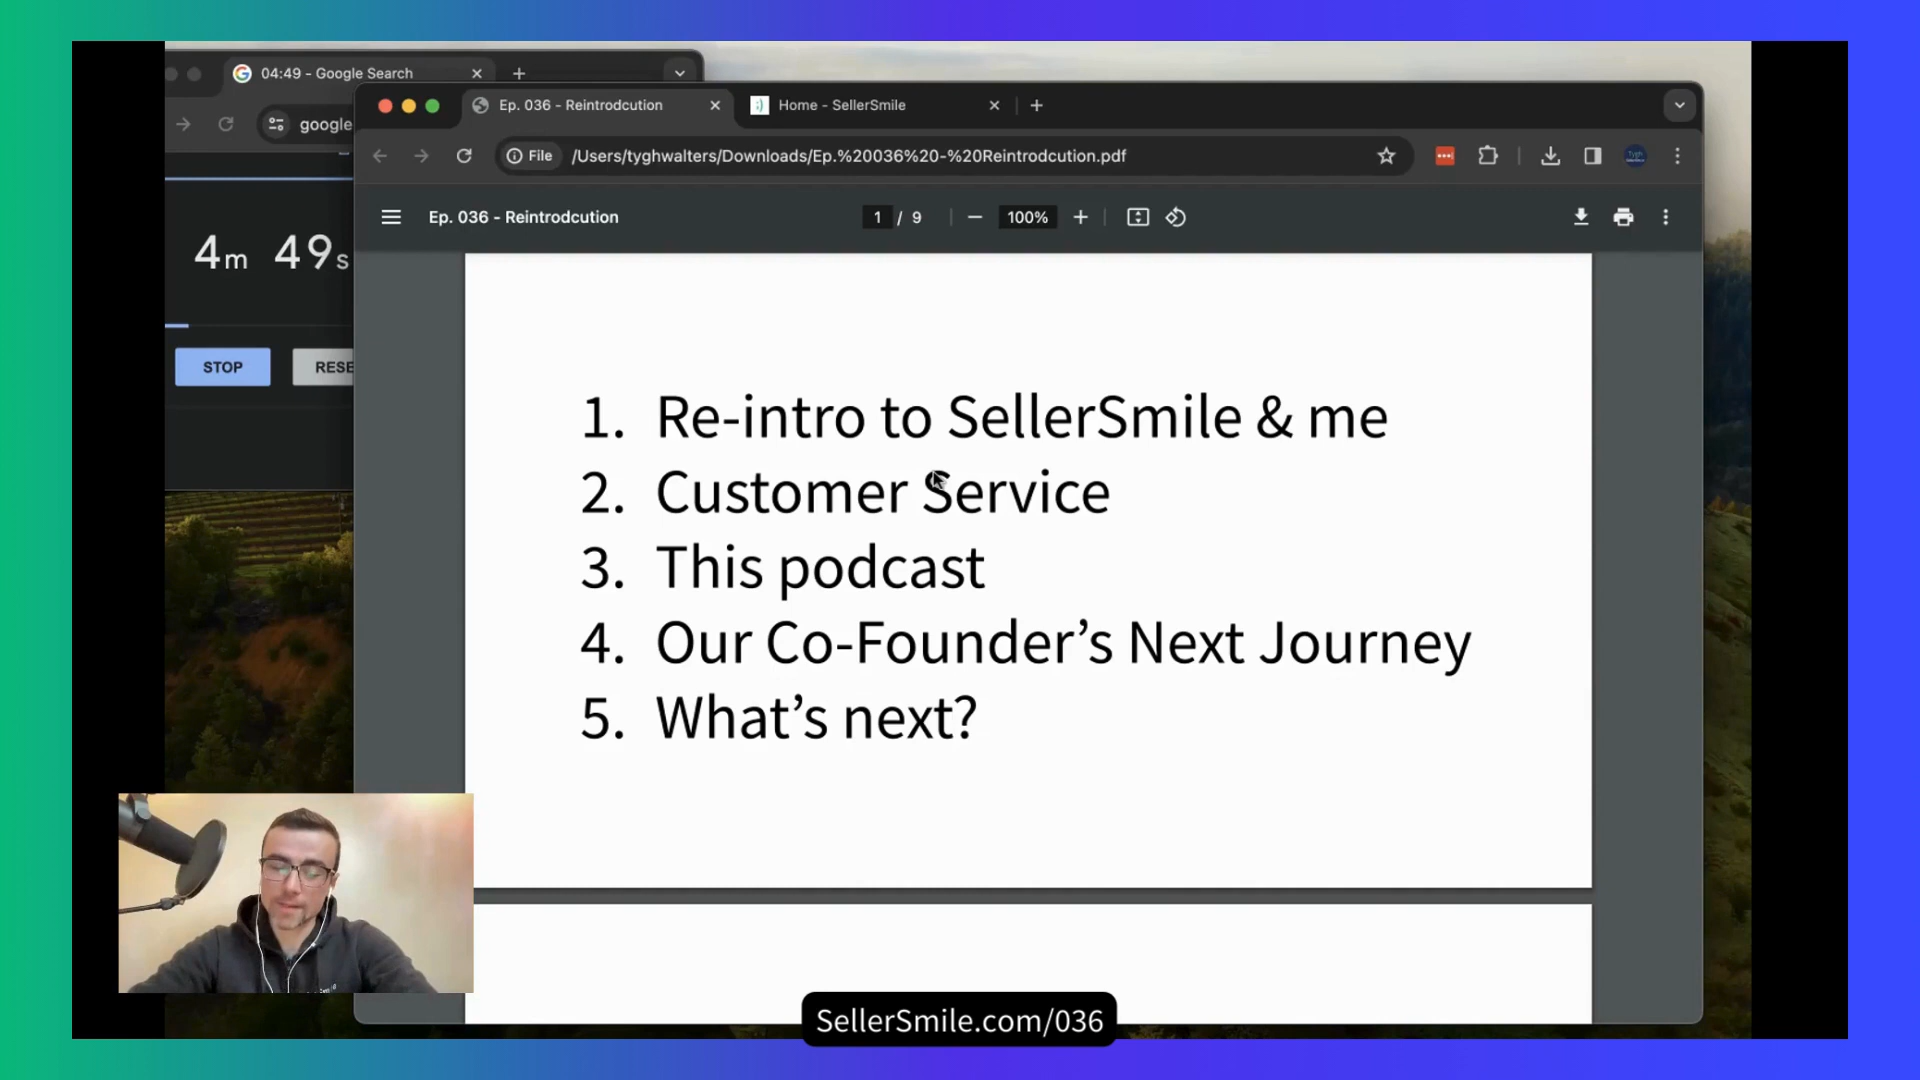 04:49 - Google Search
Ep. 036 - Reintrodcution
Home - SellerSmile
google
File
/Users/tyghwalters/Downloads/Ep.%20036%20-%20Reintrodcution.pdf
Ep. 036 - Reintrodcution
1 / 9
100%
4m 49s
STOP
RESE
1. Re-intro to SellerSmile & me
2. Customer Service
3. This podcast
4. Our Co-Founder’s Next Journey
5. What’s next?
SellerSmile.com/036